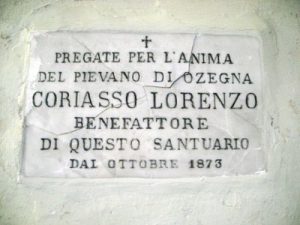 ✝
PREGATE PER L'ANIMA
DEL PIEVANO DI OZEGNA
CORIASSO LORENZO
BENEFATTORE
DI QUESTO SANTUARIO
DAL OTTOBRE 1873